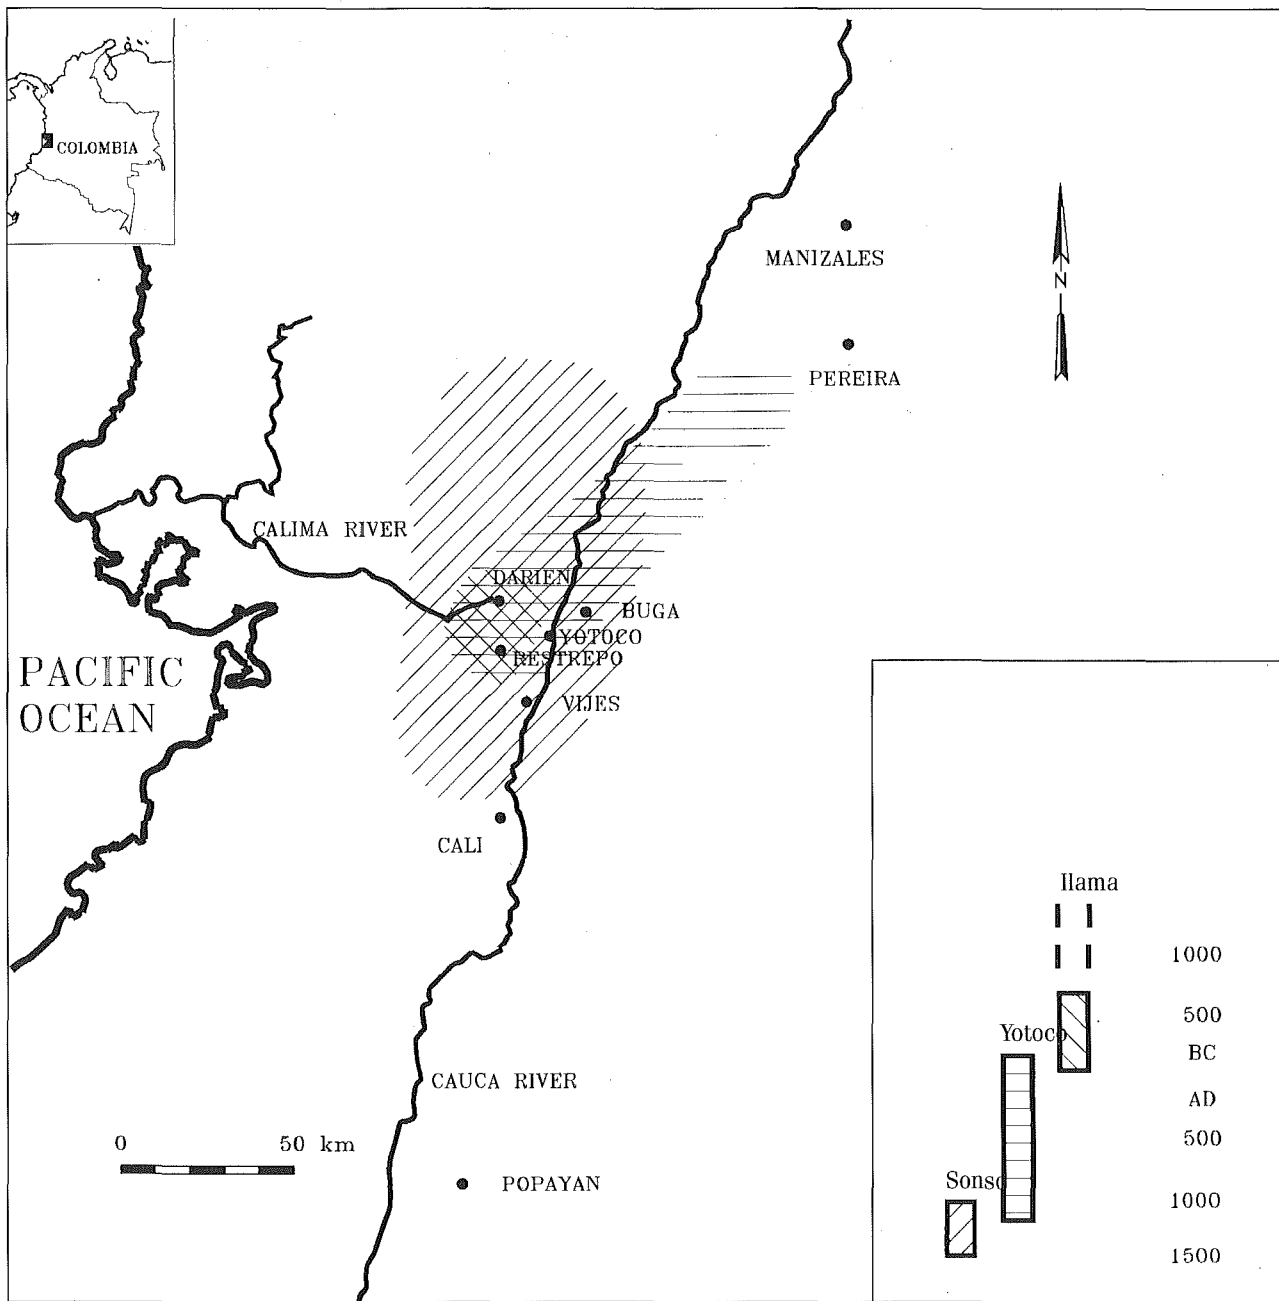 COLOMBIA
MANIZALES
N
PEREIRA
CALIMA RIVER
DARIEN
BUGA
YOTOCO
RESTREPO
PACIFIC
OCEAN
VIJES
CALI
CAUCA RIVER
0 50 km
POPAYAN
Ilama
1000
500
Yotoco
BC
AD
500
Sonso
1000
1500